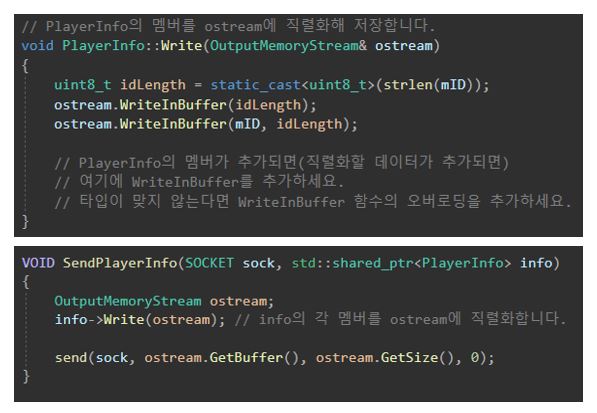 // PlayerInfo의 멤버를 ostream에 직렬화해 저장합니다.
void PlayerInfo::Write(OutputMemoryStream& ostream)
{
    uint8_t idLength = static_cast<uint8_t>(strlen(mID));
    ostream.WriteInBuffer(idLength);
    ostream.WriteInBuffer(mID, idLength);

    // PlayerInfo의 멤버가 추가되면(직렬화할 데이터가 추가되면)
    // 여기에 WriteInBuffer를 추가하세요.
    // 타입이 맞지 않는다면 WriteInBuffer 함수의 오버로딩을 추가하세요.
}
VOID SendPlayerInfo(SOCKET sock, std::shared_ptr<PlayerInfo> info)
{
    OutputMemoryStream ostream;
    info->Write(ostream); // info의 각 멤버를 ostream에 직렬화합니다.

    send(sock, ostream.GetBuffer(), ostream.GetSize(), 0);
}